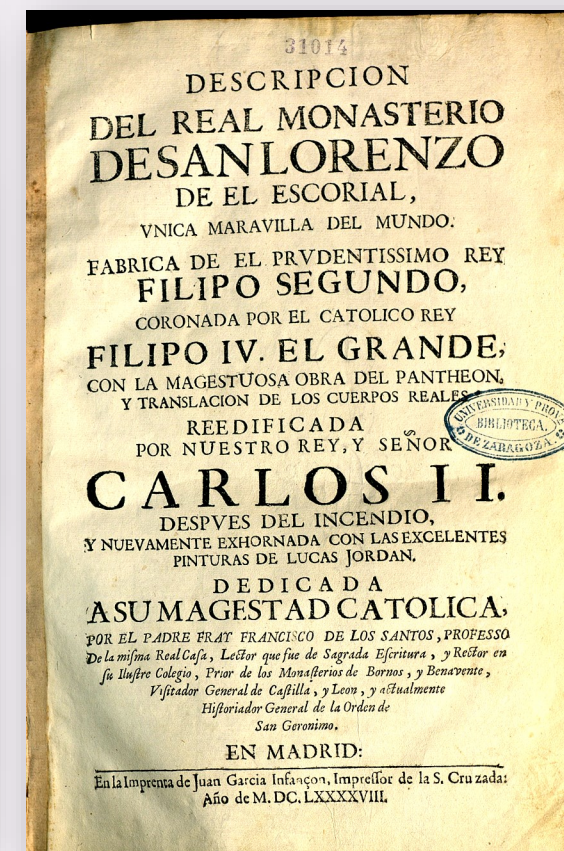 31014
DESCRIPCION
DEL REAL MONASTERIO
DE SAN LORENZO
DE EL ESCORIAL,
VNICA MARAVILLA DEL MUNDO.
FABRICA DE EL PRVDENTISSIMO REY
FILIPO SEGUNDO,
CORONADA POR EL CATOLICO REY
FILIPO IV. EL GRANDE,
CON LA MAGESTUOSA OBRA DEL PANTHEON,
Y TRANSLACION DE LOS CUERPOS REALES
REEDIFICADA
POR NUESTRO REY, Y SEÑOR
CARLOS II.
DESPVES DEL INCENDIO,
Y NUEVAMENTE EXHORNADA CON LAS EXCELENTES
PINTURAS DE LUCAS JORDAN.
DEDICADA
A SU MAGESTAD CATOLICA,
POR EL PADRE FRAY FRANCISCO DE LOS SANTOS, PROFESSO
De la miſma Real Caſa, Lector que fue de Sagrada Eſcritura, y Rector en
ſu Iluſtre Colegio, Prior de los Monaſterios de Bornos, y Benavente,
Viſitador General de Caſtilla, y Leon, y actualmente
Hiſtoriador General de la Orden de
San Geronimo.
EN MADRID:
En la Imprenta de Juan Garcia Infançon, Impreſſor de la S. Cruzada:
Año de M. DC. LXXXXVIII.
UNIVERSIDAD Y PROV
BIBLIOTECA.
DE ZARAGOZA.